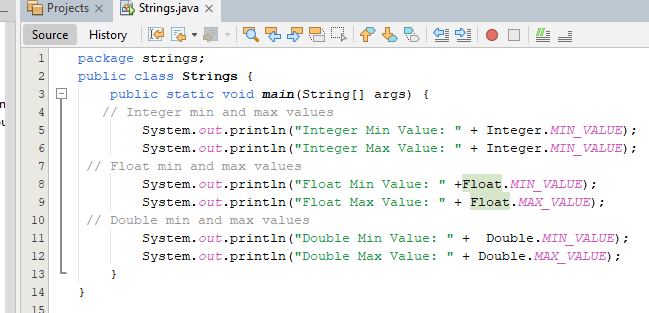 Projects × Strings.java ×
Source History
1 package strings;
2 public class Strings {
3 public static void main(String[] args) {
4 // Integer min and max values
5 System.out.println("Integer Min Value: " + Integer.MIN_VALUE);
6 System.out.println("Integer Max Value: " + Integer.MAX_VALUE);
7 // Float min and max values
8 System.out.println("Float Min Value: " +Float.MIN_VALUE);
9 System.out.println("Float Max Value: " + Float.MAX_VALUE);
10 // Double min and max values
11 System.out.println("Double Min Value: " +  Double.MIN_VALUE);
12 System.out.println("Double Max Value: " + Double.MAX_VALUE);
13 }
14 }
15